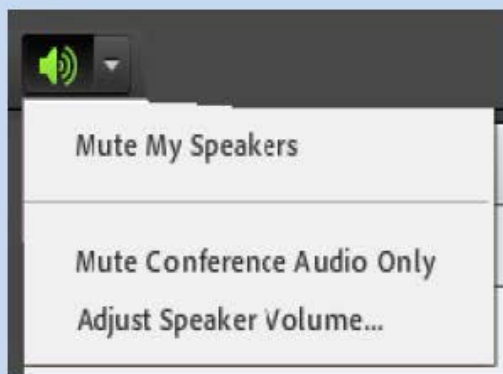 Mute My Speakers
Mute Conference Audio Only
Adjust Speaker Volume...